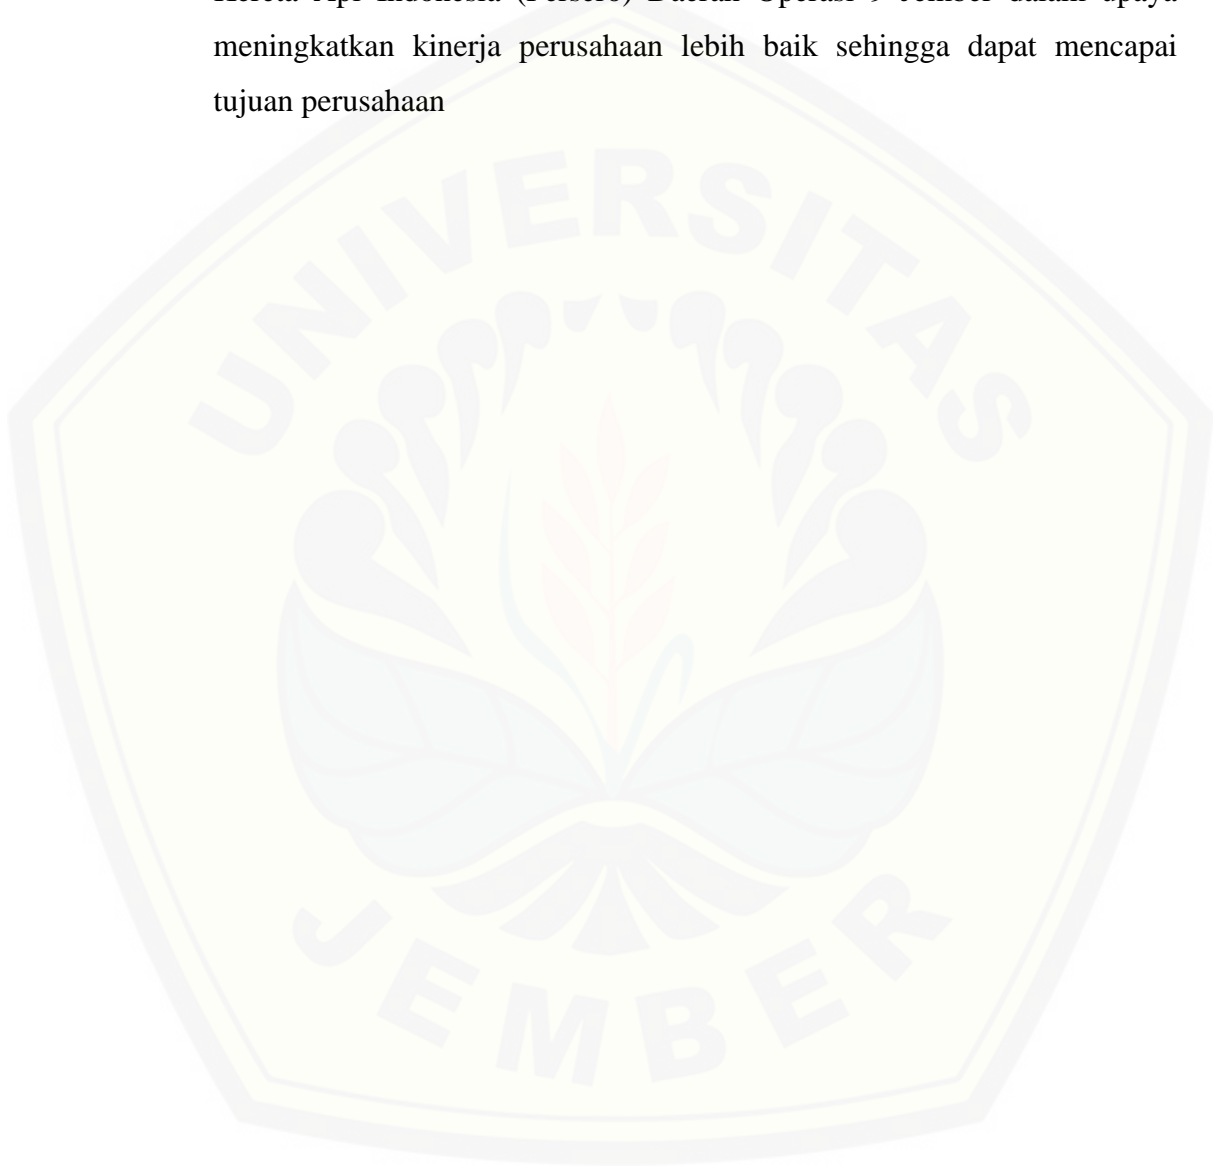 Kereta Api Indonesia (Persero) Daerah Operasi 9 Jember dalam upaya
meningkatkan kinerja perusahaan lebih baik sehingga dapat mencapai
tujuan perusahaan
UNIVERSITAS
JEMBER